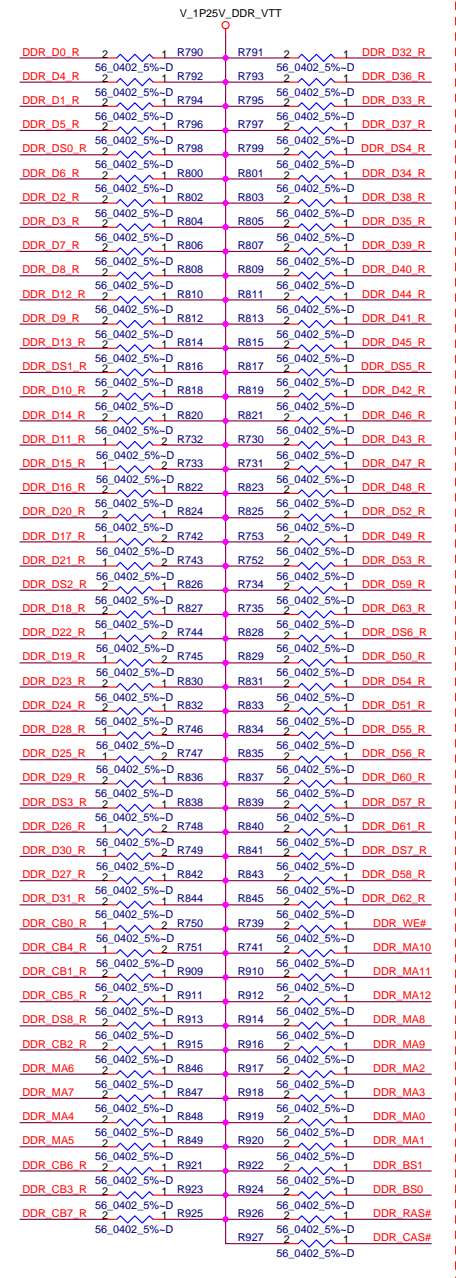 V_1P25V_DDR_VTT
DDR_D0_R 2 1 R790 R791 2 1 DDR_D32_R
56_0402_5%~D 56_0402_5%~D
DDR_D4_R 2 1 R792 R793 2 1 DDR_D36_R
56_0402_5%~D 56_0402_5%~D
DDR_D1_R 2 1 R794 R795 2 1 DDR_D33_R
56_0402_5%~D 56_0402_5%~D
DDR_D5_R 2 1 R796 R797 2 1 DDR_D37_R
56_0402_5%~D 56_0402_5%~D
DDR_DS0_R 2 1 R798 R799 2 1 DDR_DS4_R
56_0402_5%~D 56_0402_5%~D
DDR_D6_R 2 1 R800 R801 2 1 DDR_D34_R
56_0402_5%~D 56_0402_5%~D
DDR_D2_R 2 1 R802 R803 2 1 DDR_D38_R
56_0402_5%~D 56_0402_5%~D
DDR_D3_R 2 1 R804 R805 2 1 DDR_D35_R
56_0402_5%~D 56_0402_5%~D
DDR_D7_R 2 1 R806 R807 2 1 DDR_D39_R
56_0402_5%~D 56_0402_5%~D
DDR_D8_R 2 1 R808 R809 2 1 DDR_D40_R
56_0402_5%~D 56_0402_5%~D
DDR_D12_R 2 1 R810 R811 2 1 DDR_D44_R
56_0402_5%~D 56_0402_5%~D
DDR_D9_R 2 1 R812 R813 2 1 DDR_D41_R
56_0402_5%~D 56_0402_5%~D
DDR_D13_R 2 1 R814 R815 2 1 DDR_D45_R
56_0402_5%~D 56_0402_5%~D
DDR_DS1_R 2 1 R816 R817 2 1 DDR_DS5_R
56_0402_5%~D 56_0402_5%~D
DDR_D10_R 2 1 R818 R819 2 1 DDR_D42_R
56_0402_5%~D 56_0402_5%~D
DDR_D14_R 2 1 R820 R821 2 1 DDR_D46_R
56_0402_5%~D 56_0402_5%~D
DDR_D11_R 1 2 R732 R730 2 1 DDR_D43_R
56_0402_5%~D 56_0402_5%~D
DDR_D15_R 1 2 R733 R731 2 1 DDR_D47_R
56_0402_5%~D 56_0402_5%~D
DDR_D16_R 2 1 R822 R823 2 1 DDR_D48_R
56_0402_5%~D 56_0402_5%~D
DDR_D20_R 2 1 R824 R825 2 1 DDR_D52_R
56_0402_5%~D 56_0402_5%~D
DDR_D17_R 1 2 R742 R753 2 1 DDR_D49_R
56_0402_5%~D 56_0402_5%~D
DDR_D21_R 1 2 R743 R752 2 1 DDR_D53_R
56_0402_5%~D 56_0402_5%~D
DDR_DS2_R 2 1 R826 R734 2 1 DDR_D59_R
56_0402_5%~D 56_0402_5%~D
DDR_D18_R 2 1 R827 R735 2 1 DDR_D63_R
56_0402_5%~D 56_0402_5%~D
DDR_D22_R 1 2 R744 R828 2 1 DDR_DS6_R
56_0402_5%~D 56_0402_5%~D
DDR_D19_R 1 2 R745 R829 2 1 DDR_D50_R
56_0402_5%~D 56_0402_5%~D
DDR_D23_R 2 1 R830 R831 2 1 DDR_D54_R
56_0402_5%~D 56_0402_5%~D
DDR_D24_R 2 1 R832 R833 2 1 DDR_D51_R
56_0402_5%~D 56_0402_5%~D
DDR_D28_R 1 2 R746 R834 2 1 DDR_D55_R
56_0402_5%~D 56_0402_5%~D
DDR_D25_R 1 2 R747 R835 2 1 DDR_D56_R
56_0402_5%~D 56_0402_5%~D
DDR_D29_R 2 1 R836 R837 2 1 DDR_D60_R
56_0402_5%~D 56_0402_5%~D
DDR_DS3_R 2 1 R838 R839 2 1 DDR_D57_R
56_0402_5%~D 56_0402_5%~D
DDR_D26_R 1 2 R748 R840 2 1 DDR_D61_R
56_0402_5%~D 56_0402_5%~D
DDR_D30_R 1 2 R749 R841 2 1 DDR_DS7_R
56_0402_5%~D 56_0402_5%~D
DDR_D27_R 2 1 R842 R843 2 1 DDR_D58_R
56_0402_5%~D 56_0402_5%~D
DDR_D31_R 2 1 R844 R845 2 1 DDR_D62_R
56_0402_5%~D 56_0402_5%~D
DDR_CB0_R 1 2 R750 R739 2 1 DDR_WE#
56_0402_5%~D 56_0402_5%~D
DDR_CB4_R 1 2 R751 R741 2 1 DDR_MA10
56_0402_5%~D 56_0402_5%~D
DDR_CB1_R 2 1 R909 R910 2 1 DDR_MA11
56_0402_5%~D 56_0402_5%~D
DDR_CB5_R 2 1 R911 R912 2 1 DDR_MA12
56_0402_5%~D 56_0402_5%~D
DDR_DS8_R 2 1 R913 R914 2 1 DDR_MA8
56_0402_5%~D 56_0402_5%~D
DDR_CB2_R 2 1 R915 R916 2 1 DDR_MA9
56_0402_5%~D 56_0402_5%~D
DDR_MA6 2 1 R846 R917 2 1 DDR_MA2
56_0402_5%~D 56_0402_5%~D
DDR_MA7 2 1 R847 R918 2 1 DDR_MA3
56_0402_5%~D 56_0402_5%~D
DDR_MA4 2 1 R848 R919 2 1 DDR_MA0
56_0402_5%~D 56_0402_5%~D
DDR_MA5 2 1 R849 R920 2 1 DDR_MA1
56_0402_5%~D 56_0402_5%~D
DDR_CB6_R 2 1 R921 R922 2 1 DDR_BS1
56_0402_5%~D 56_0402_5%~D
DDR_CB3_R 2 1 R923 R924 2 1 DDR_BS0
56_0402_5%~D 56_0402_5%~D
DDR_CB7_R 2 1 R925 R926 2 1 DDR_RAS#
56_0402_5%~D 56_0402_5%~D
R927 2 1 DDR_CAS#
56_0402_5%~D